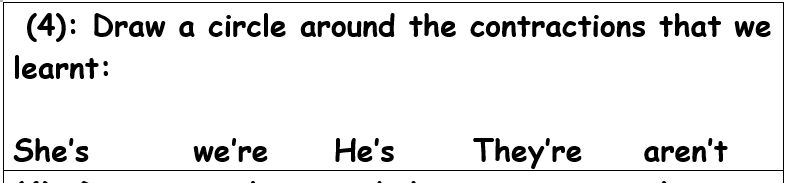 (4): Draw a circle around the contractions that we
learnt:
She's we're He's They're aren't